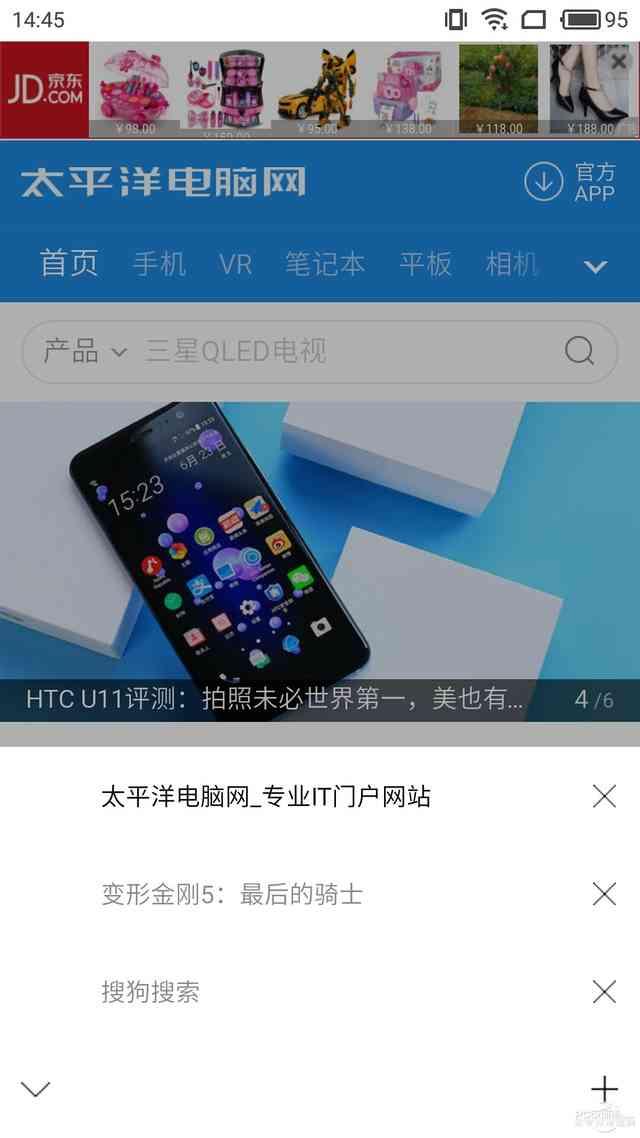 14:45
95
JD 京东
.COM
¥98.00
¥159.00
¥95.00
¥138.00
¥118.00
¥188.00
太平洋电脑网
官方
APP
首页 手机 VR 笔记本 平板 相机
产品 三星QLED电视
15:23
6月23日
HTC U11评测：拍照未必世界第一，美也有...
4/6
太平洋电脑网_专业IT门户网站
变形金刚5：最后的骑士
搜狗搜索